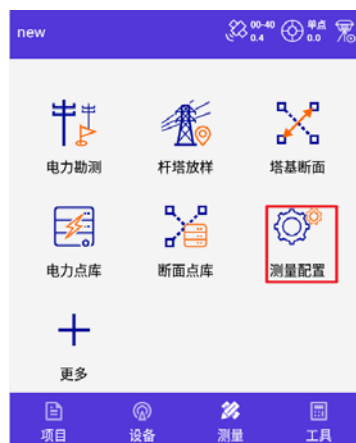 new
00-40
0.4
单点
0.0
电力勘测
杆塔放样
塔基断面
电力点库
断面点库
测量配置
更多
项目
设备
测量
工具